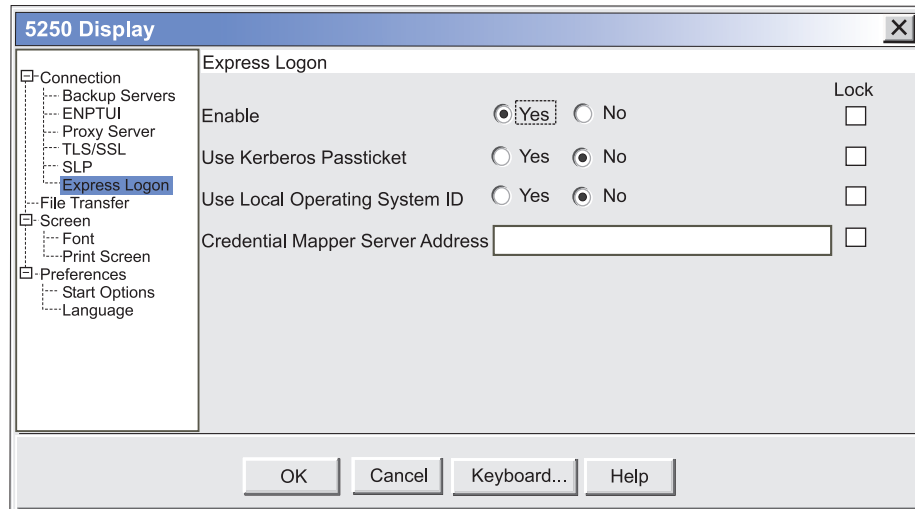 5250 Display
Connection
Backup Servers
ENPTUI
Proxy Server
TLS/SSL
SLP
Express Logon
File Transfer
Screen
Font
Print Screen
Preferences
Start Options
Language
Express Logon
Lock
Enable Yes No
Use Kerberos Passticket Yes No
Use Local Operating System ID Yes No
Credential Mapper Server Address
OK Cancel Keyboard... Help